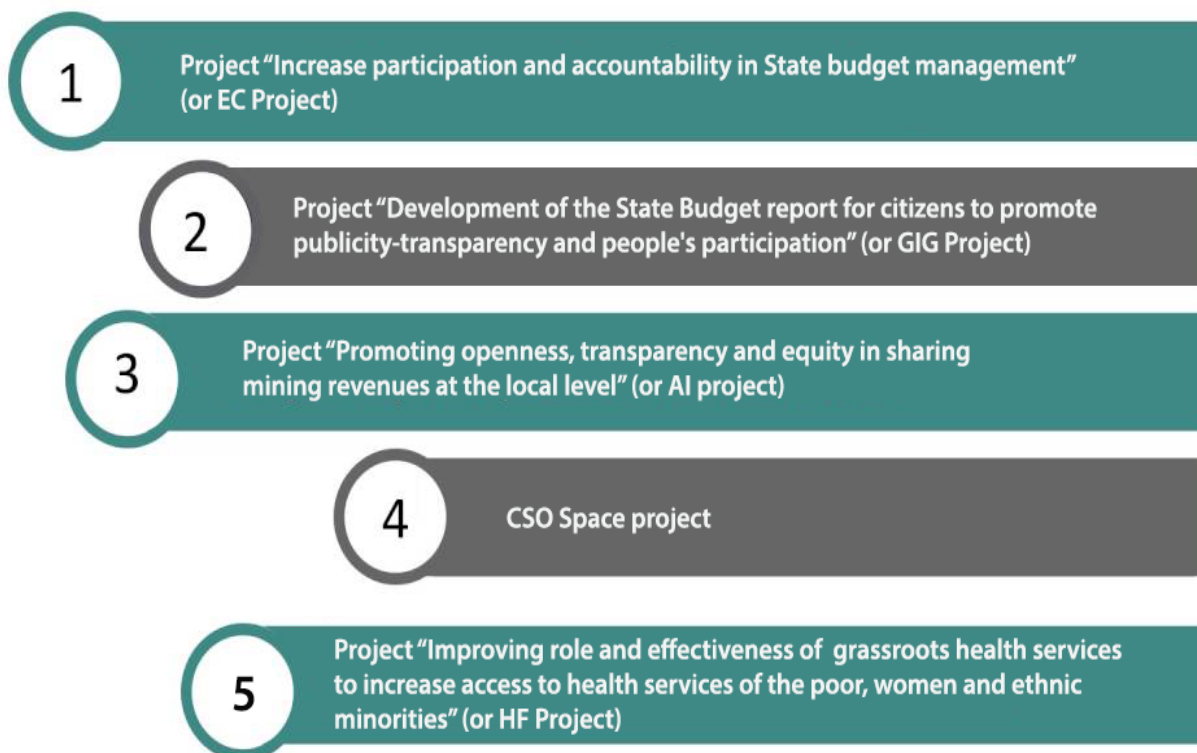 1
Project “Increase participation and accountability in State budget management”
(or EC Project)
2
Project “Development of the State Budget report for citizens to promote
publicity-transparency and people's participation” (or GIG Project)
3
Project “Promoting openness, transparency and equity in sharing
mining revenues at the local level” (or AI project)
4
CSO Space project
5
Project “Improving role and effectiveness of grassroots health services
to increase access to health services of the poor, women and ethnic
minorities” (or HF Project)